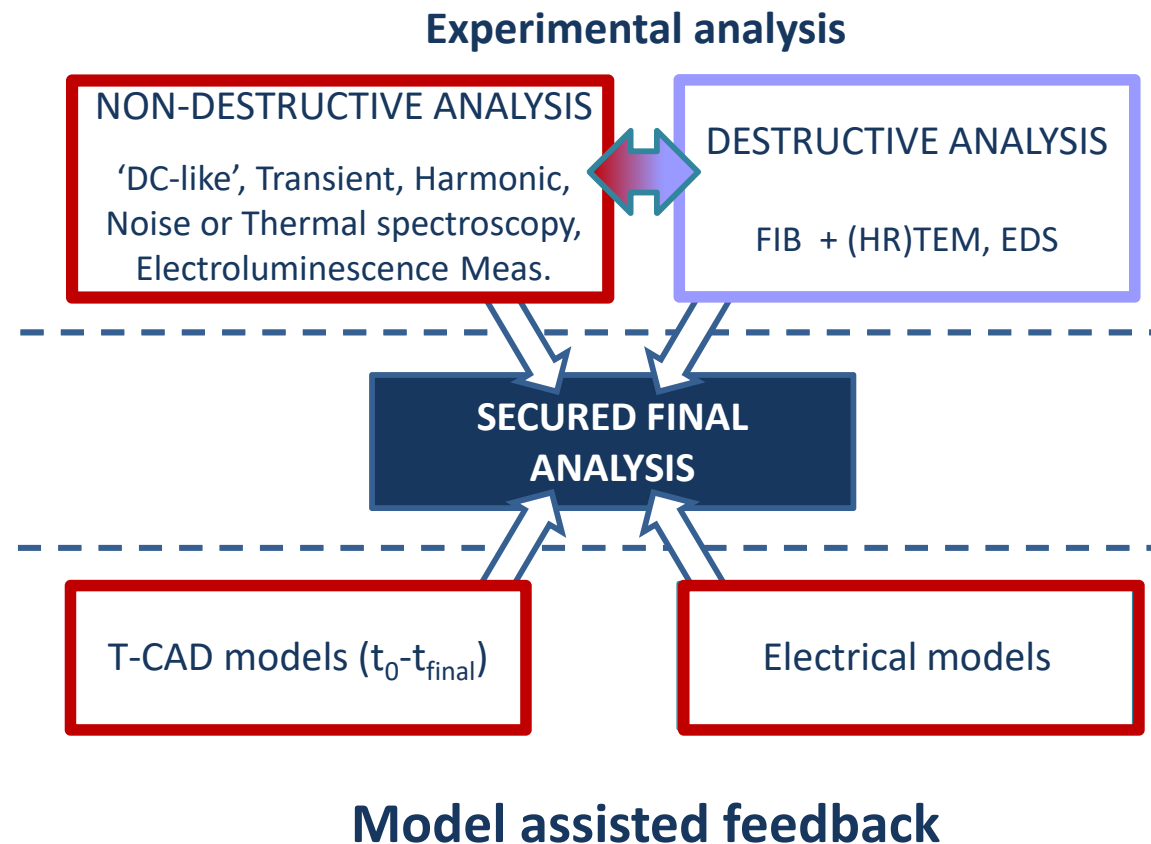 Experimental analysis
NON-DESTRUCTIVE ANALYSIS
‘DC-like’, Transient, Harmonic,
Noise or Thermal spectroscopy,
Electroluminescence Meas.
DESTRUCTIVE ANALYSIS
FIB + (HR)TEM, EDS
SECURED FINAL
ANALYSIS
T-CAD models (t0-tfinal)
Electrical models
Model assisted feedback